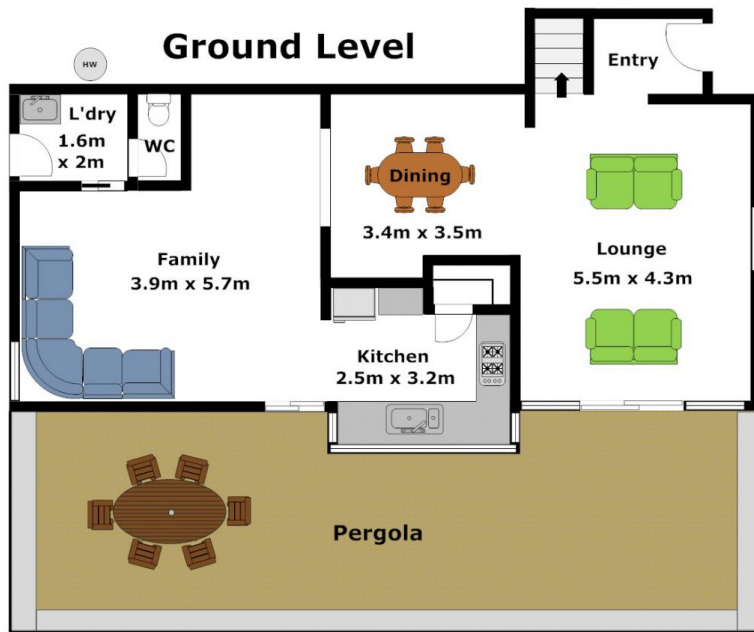 Ground Level
HW
Entry
L'dry
1.6m
x 2m
WC
Dining
3.4m x 3.5m
Family
3.9m x 5.7m
Lounge
5.5m x 4.3m
Kitchen
2.5m x 3.2m
Pergola